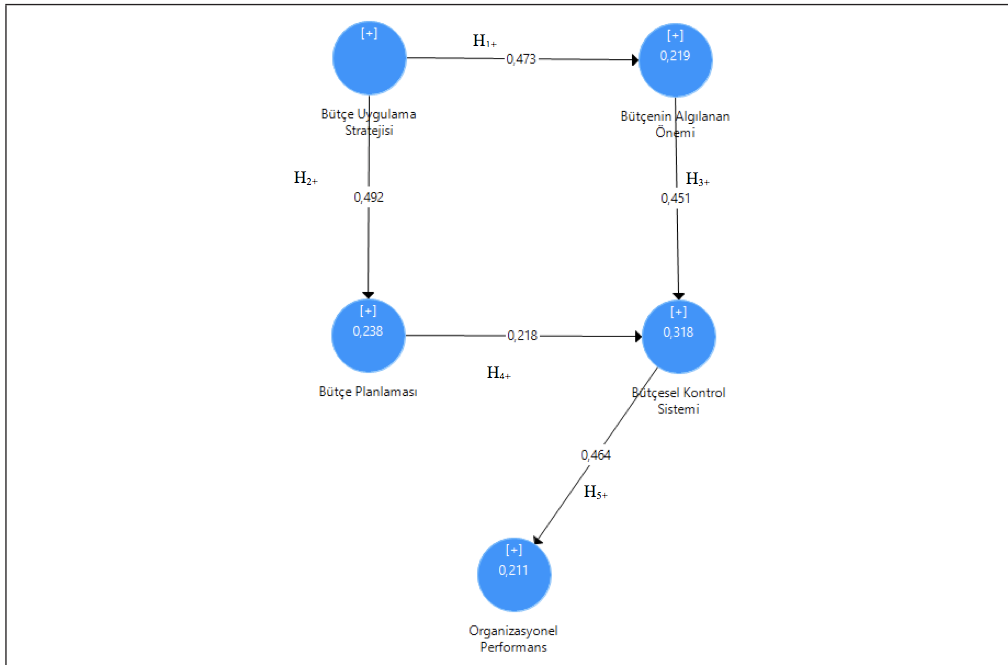 [+]
H1+
0,473
[+]
0,219
Bütçe Uygulama
Stratejisi
Bütçenin Algılanan
Önemi
H2+
0,492
H3+
0,451
[+]
0,238
0,218
[+]
0,318
H4+
Bütçe Planlaması
Bütçesel Kontrol
Sistemi
0,464
H5+
[+]
0,211
Organizasyonel
Performans